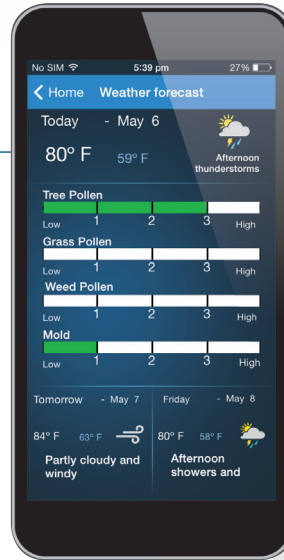 No SIM 5:39 pm 27%
Home Weather forecast
Today - May 6
80° F 59° F
Afternoon
thunderstorms
Tree Pollen
Low 1 2 3 High
Grass Pollen
Low 1 2 3 High
Weed Pollen
Low 1 2 3 High
Mold
Low 1 2 3 High
Tomorrow - May 7
84° F 63° F
Partly cloudy and
windy
Friday - May 8
80° F 58° F
Afternoon
showers and